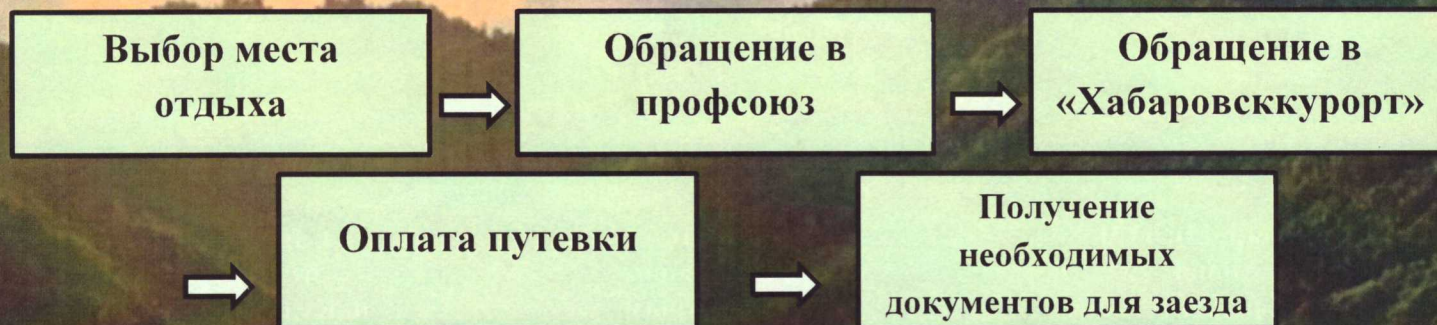 Выбор места
отдыха
Обращение в
профсоюз
Обращение в
«Хабаровсккурорт»
Оплата путевки
Получение
необходимых
документов для заезда